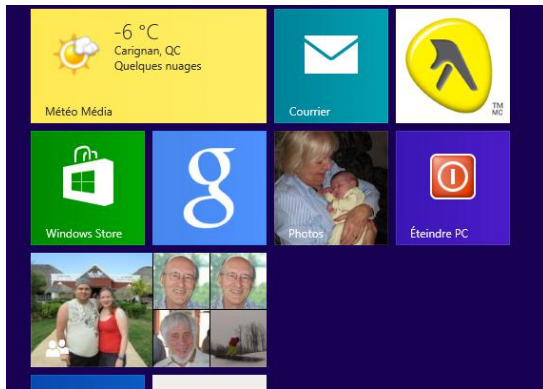 -6 °C
Carignan, QC
Quelques nuages
Météo Média
Courrier
TM
MC
Windows Store
g
Photos
Éteindre PC